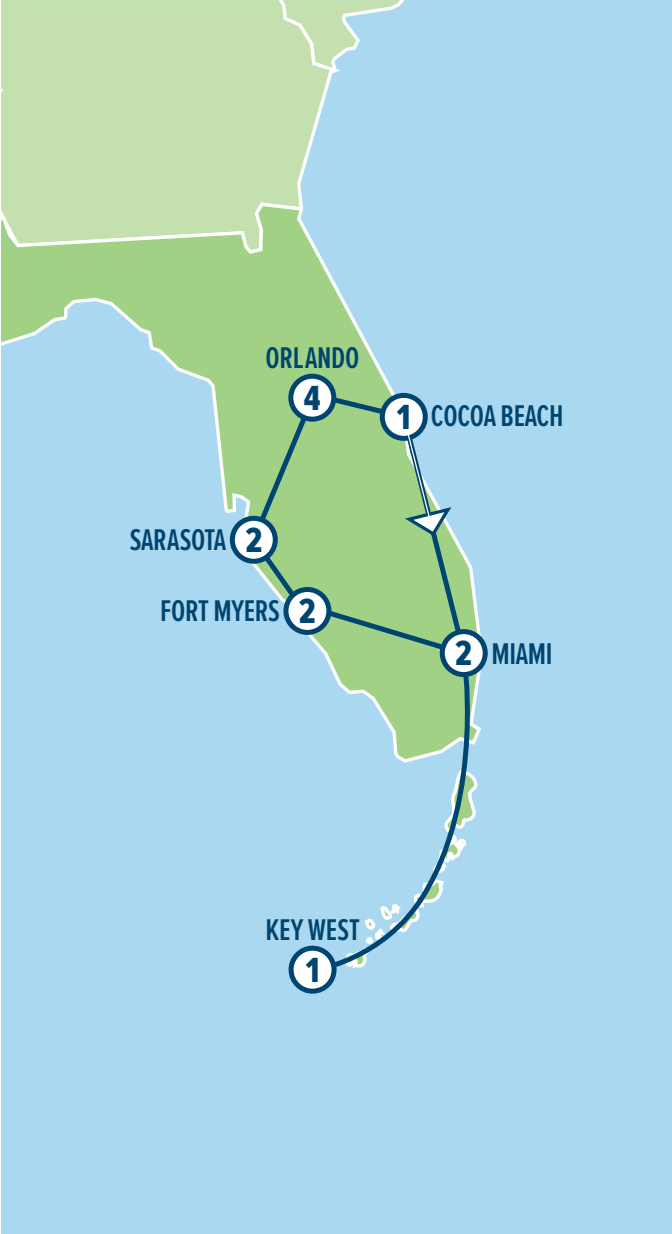 ORLANDO
4
1 COCOA BEACH
SARASOTA 2
FORT MYERS 2
2 MIAMI
KEY WEST
1